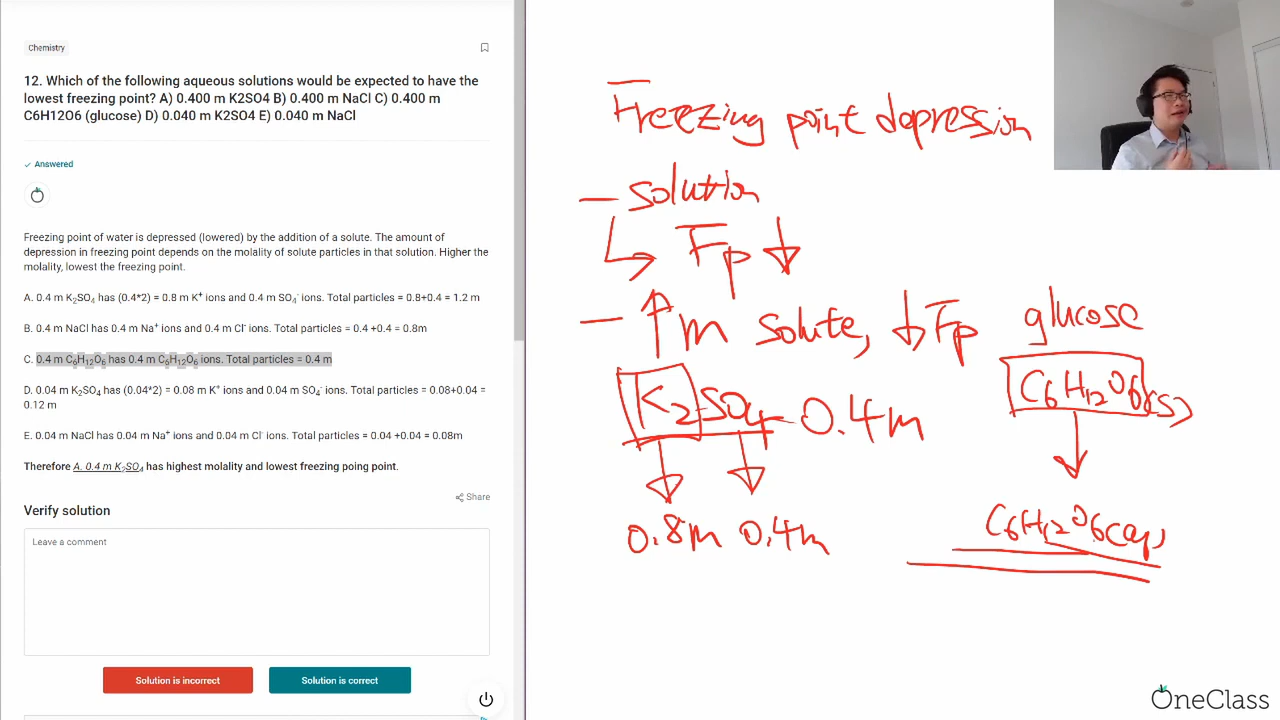 Chemistry
12. Which of the following aqueous solutions would be expected to have the
lowest freezing point? A) 0.400 m K2SO4 B) 0.400 m NaCl C) 0.400 m
C6H12O6 (glucose) D) 0.040 m K2SO4 E) 0.040 m NaCl
Answered
Freezing point of water is depressed (lowered) by the addition of a solute. The amount of
depression in freezing point depends on the molality of solute particles in that solution. Higher the
molality, lowest the freezing point.
A. 0.4 m K₂SO₄ has (0.4*2) = 0.8 m K⁺ ions and 0.4 m SO₄⁻ ions. Total particles = 0.8+0.4 = 1.2 m
B. 0.4 m NaCl has 0.4 m Na⁺ ions and 0.4 m Cl⁻ ions. Total particles = 0.4 +0.4 = 0.8m
C. 0.4 m C₆H₁₂O₆ has 0.4 m C₆H₁₂O₆ ions. Total particles = 0.4 m
D. 0.04 m K₂SO₄ has (0.04*2) = 0.08 m K⁺ ions and 0.04 m SO₄⁻ ions. Total particles = 0.08+0.04 =
0.12 m
E. 0.04 m NaCl has 0.04 m Na⁺ ions and 0.04 m Cl⁻ ions. Total particles = 0.04 +0.04 = 0.08m
Therefore A. 0.4 m K₂SO₄ has highest molality and lowest freezing poing point.
Share
Verify solution
Leave a comment
Solution is incorrect
Solution is correct
Freezing point depression
— solution
Fp ↓
— ↑ m solute, ↓ Fp
glucose
K₂SO₄ - 0.4m
C₆H₁₂O₆(s)
0.8m 0.4m
C₆H₁₂O₆(aq)
OneClass